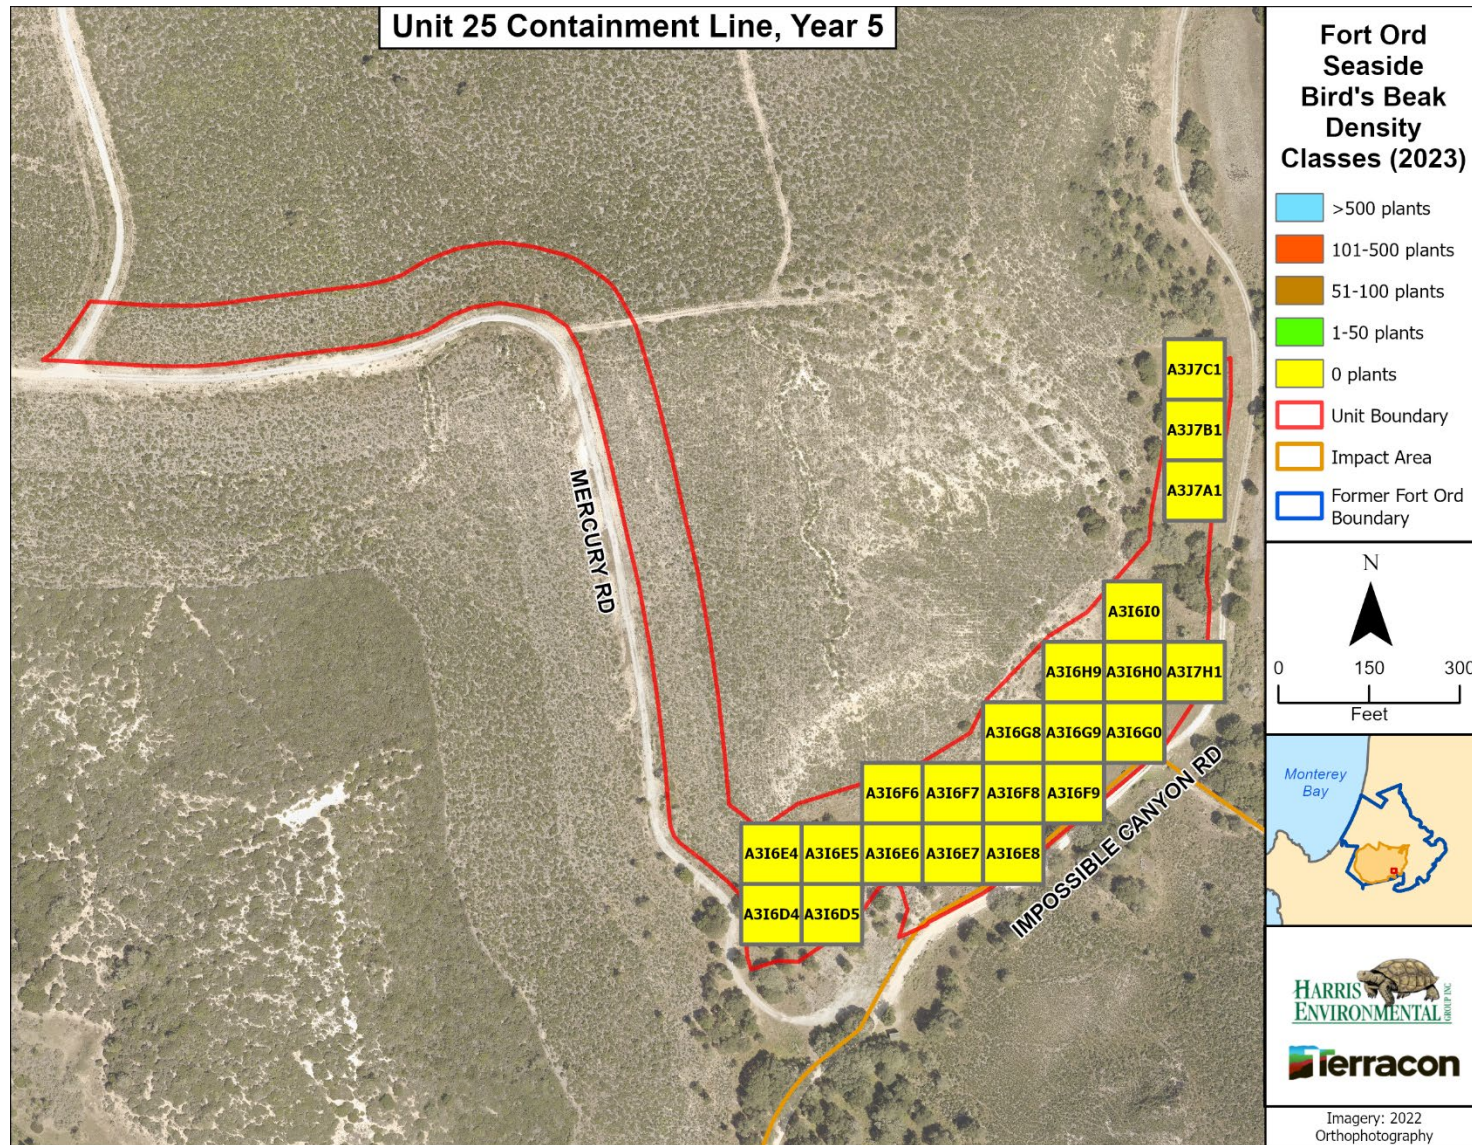 Unit 25 Containment Line, Year 5
Fort Ord
Seaside
Bird's Beak
Density
Classes (2023)
>500 plants
101-500 plants
51-100 plants
1-50 plants
0 plants
Unit Boundary
Impact Area
Former Fort Ord
Boundary
N
0 150 300
Feet
Monterey
Bay
HARRIS
ENVIRONMENTAL
GROUP INC
Terracon
Imagery: 2022
Orthophotography
MERCURY RD
IMPOSSIBLE CANYON RD
A3J7C1
A3J7B1
A3J7A1
A3I6I0
A3I6H9 A3I6H0 A3I7H1
A3I6G8 A3I6G9 A3I6G0
A3I6F6 A3I6F7 A3I6F8 A3I6F9
A3I6E4 A3I6E5 A3I6E6 A3I6E7 A3I6E8
A3I6D4 A3I6D5